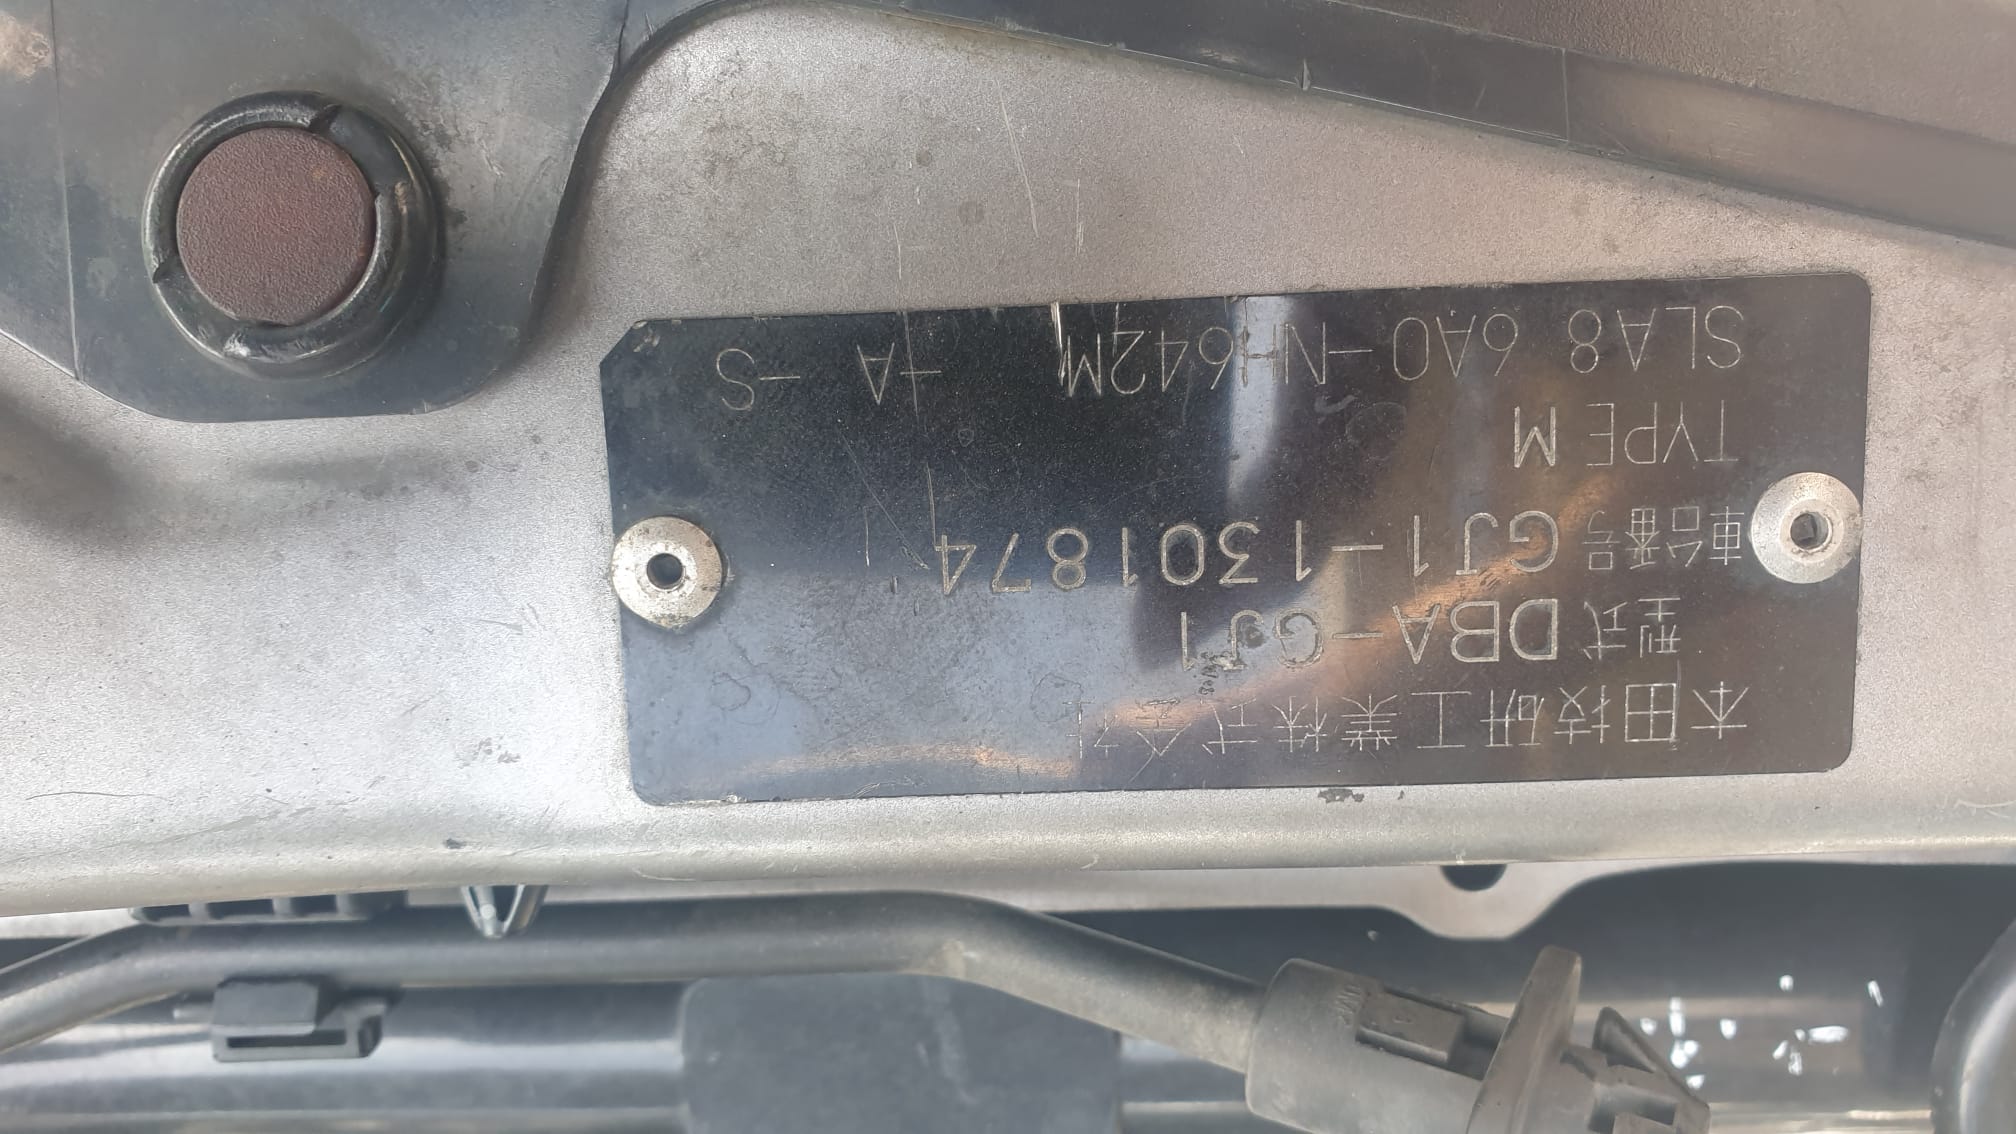 本田技研工業株式会社
型式 DBA-GJ1
車台番号 GJ1-1301874
TYPE M
SLA8 6A0-NH642M -A -S